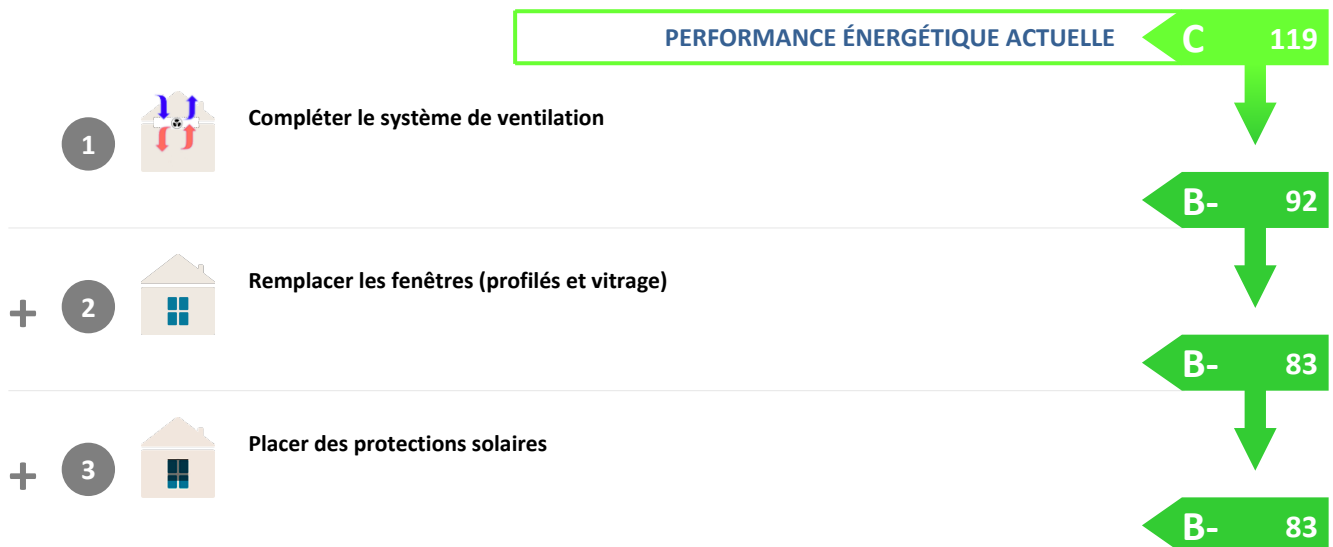 PERFORMANCE ÉNERGÉTIQUE ACTUELLE C 119
1 Compléter le système de ventilation
B- 92
+ 2 Remplacer les fenêtres (profilés et vitrage)
B- 83
+ 3 Placer des protections solaires
B- 83